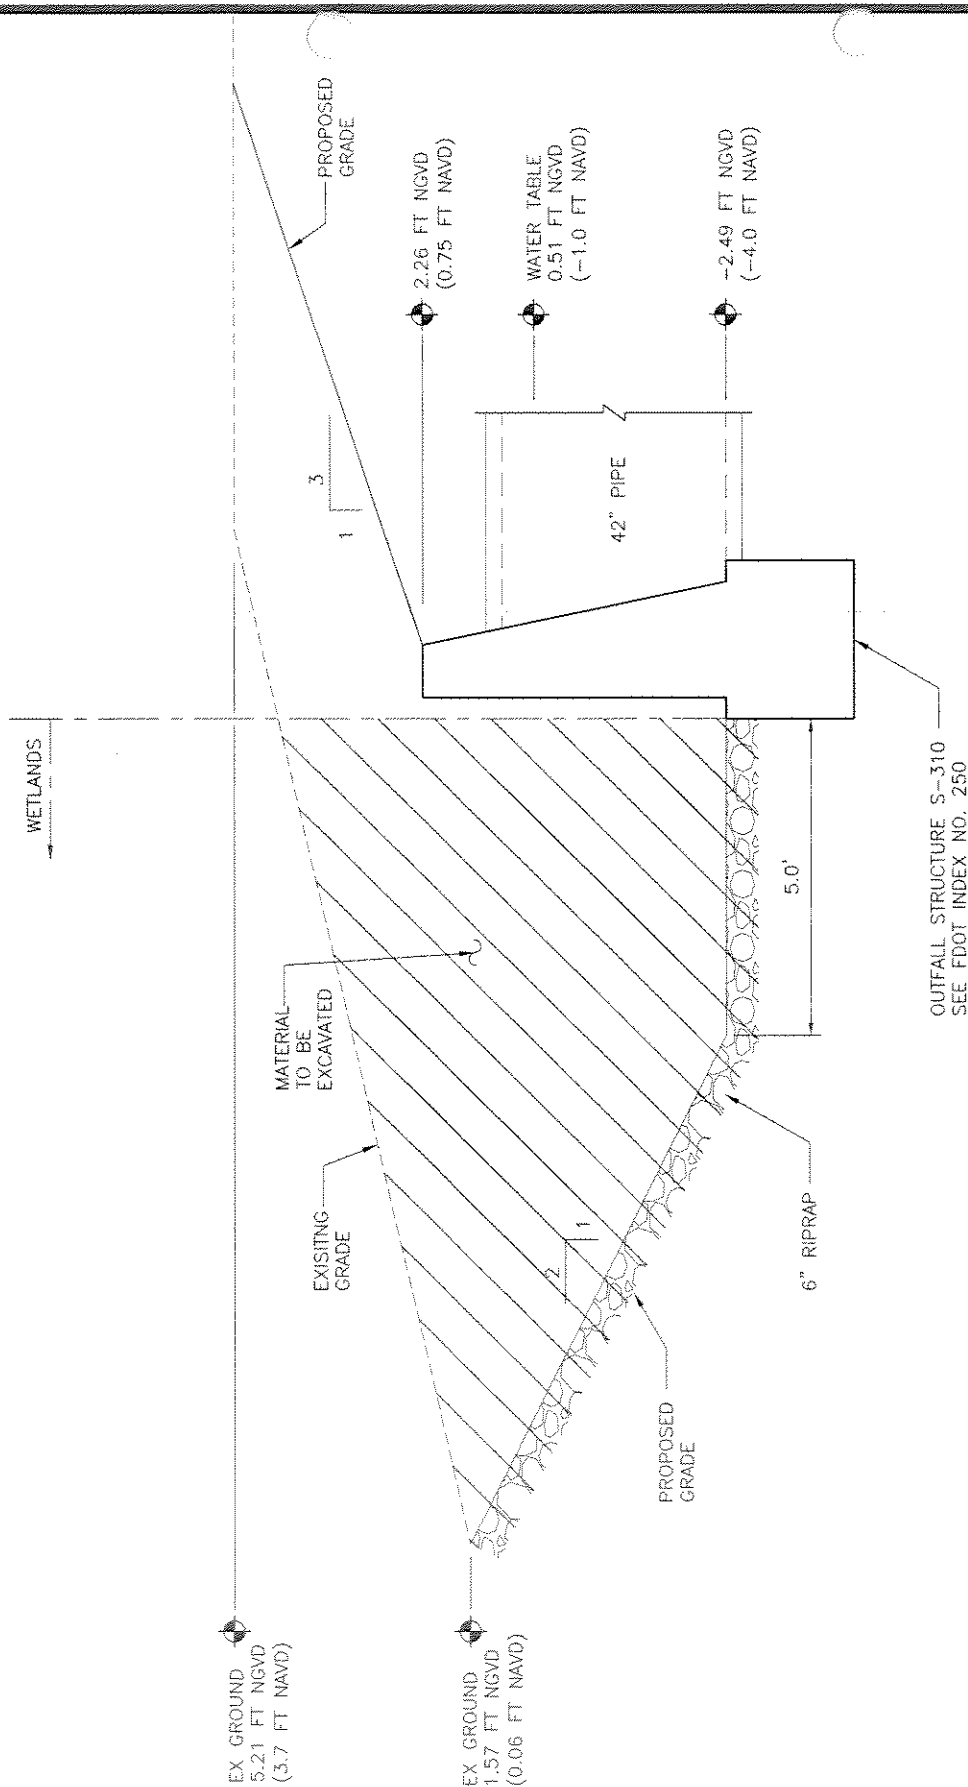 WETLANDS
EX GROUND
5.21 FT NGVD
(3.7 FT NAVD)
EX GROUND
1.57 FT NGVD
(0.06 FT NAVD)
EXISITNG
GRADE
MATERIAL
TO BE
EXCAVATED
2
1
PROPOSED
GRADE
6" RIPRAP
5.0'
OUTFALL STRUCTURE S-310
SEE FDOT INDEX NO. 250
42" PIPE
1
3
PROPOSED
GRADE
2.26 FT NGVD
(0.75 FT NAVD)
WATER TABLE
0.51 FT NGVD
(-1.0 FT NAVD)
-2.49 FT NGVD
(-4.0 FT NAVD)